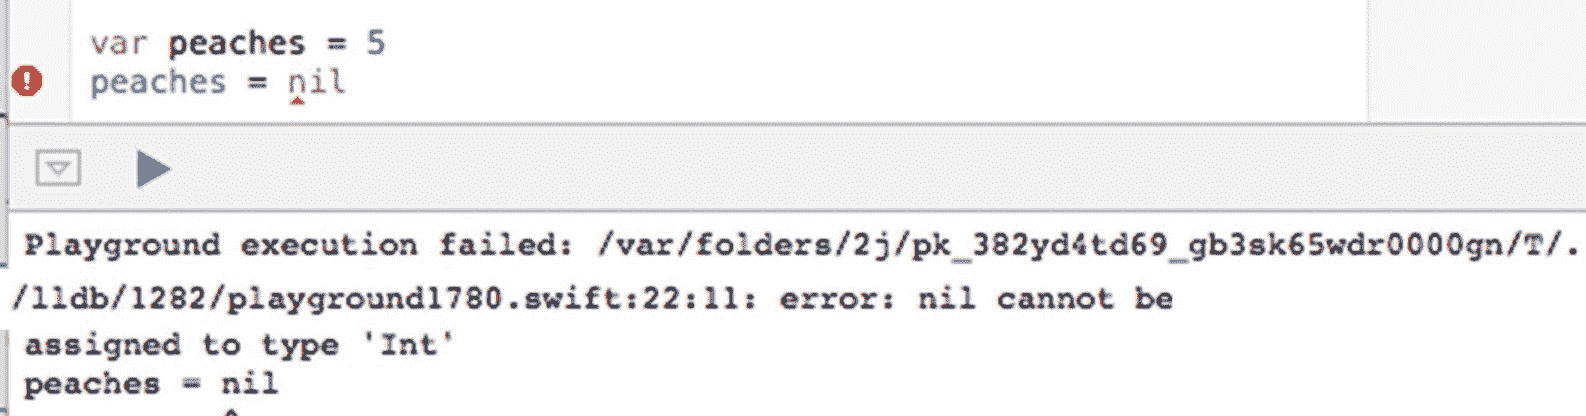 var peaches = 5
peaches = nil
Playground execution failed: /var/folders/2j/pk_382yd4td69_gb3sk65wdr0000gn/T/.
/lldb/1282/playground1780.swift:22:11: error: nil cannot be
assigned to type 'Int'
peaches = nil
^